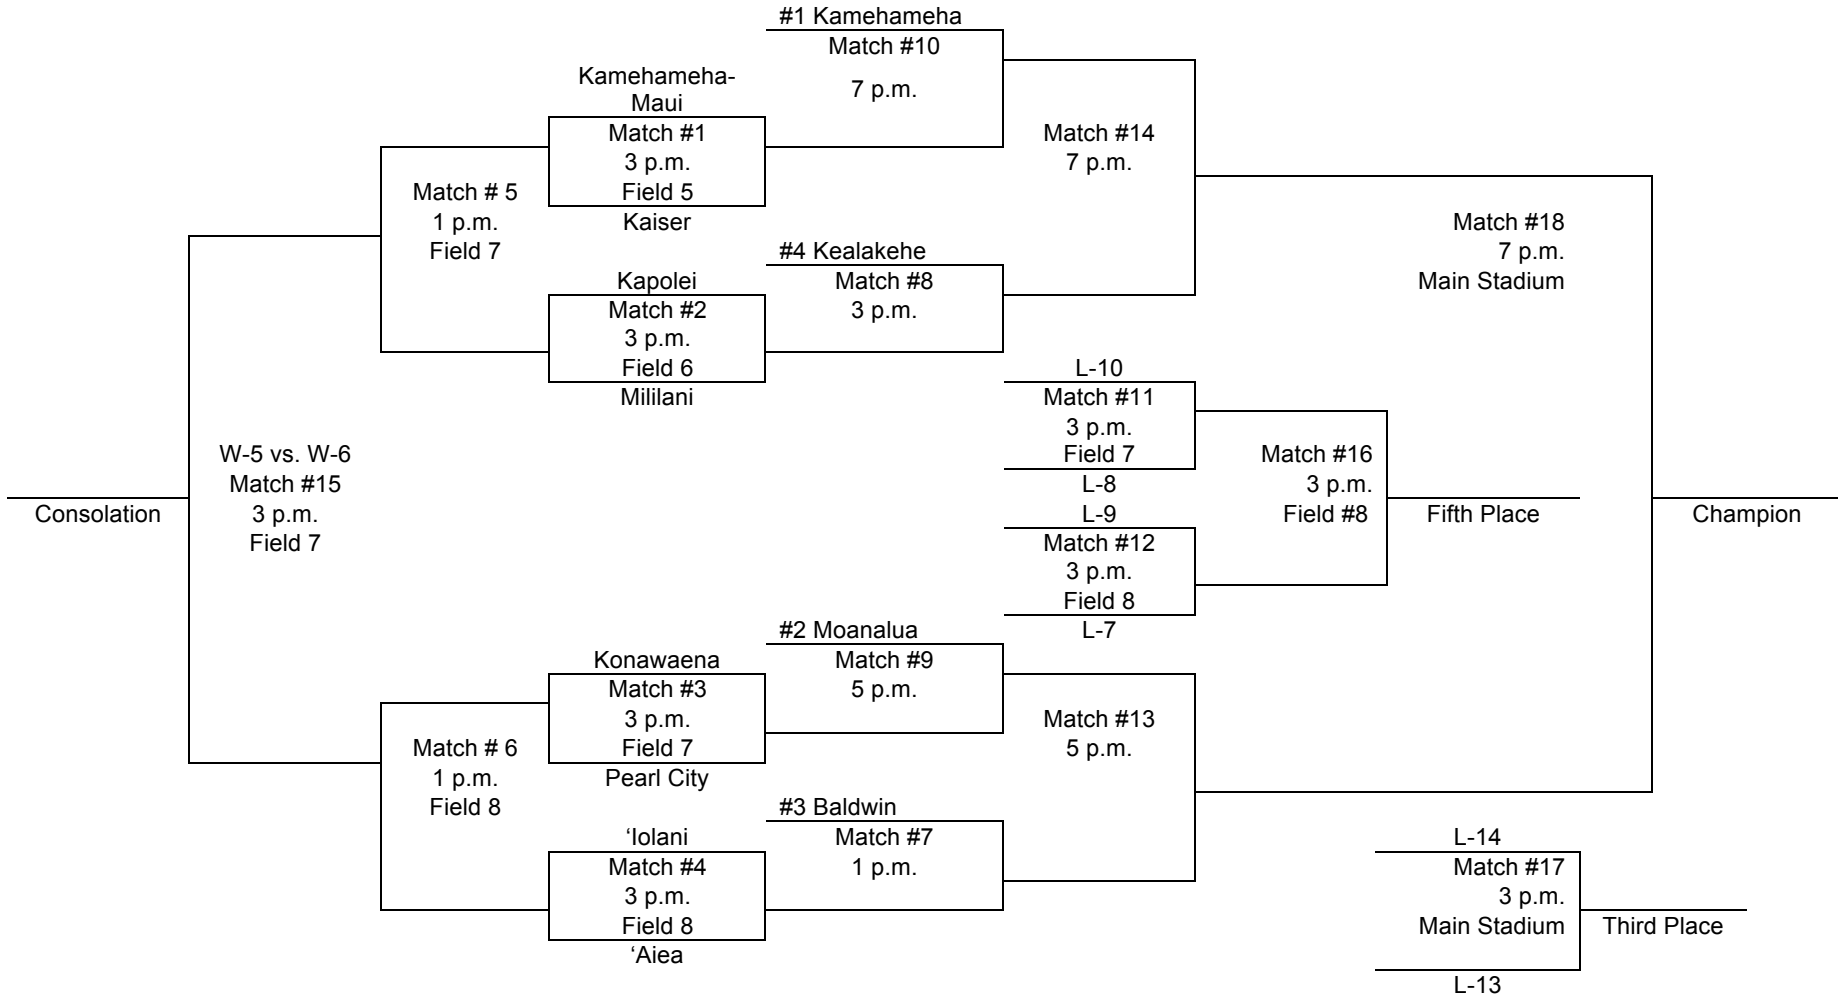 #1 Kamehameha
Match #10
7 p.m.
Kamehameha-
Maui
Match #1
3 p.m.
Field 5
Kaiser
Match #14
7 p.m.
Match # 5
1 p.m.
Field 7
#4 Kealakehe
Match #8
3 p.m.
Kapolei
Match #2
3 p.m.
Field 6
Mililani
Match #18
7 p.m.
Main Stadium
L-10
Match #11
3 p.m.
Field 7
L-8
L-9
Match #12
3 p.m.
Field 8
L-7
Match #16
3 p.m.
Field #8
Fifth Place
Champion
W-5 vs. W-6
Match #15
3 p.m.
Field 7
Consolation
#2 Moanalua
Match #9
5 p.m.
Konawaena
Match #3
3 p.m.
Field 7
Pearl City
Match #13
5 p.m.
Match # 6
1 p.m.
Field 8
#3 Baldwin
Match #7
1 p.m.
‘Iolani
Match #4
3 p.m.
Field 8
‘Aiea
L-14
Match #17
3 p.m.
Main Stadium
L-13
Third Place